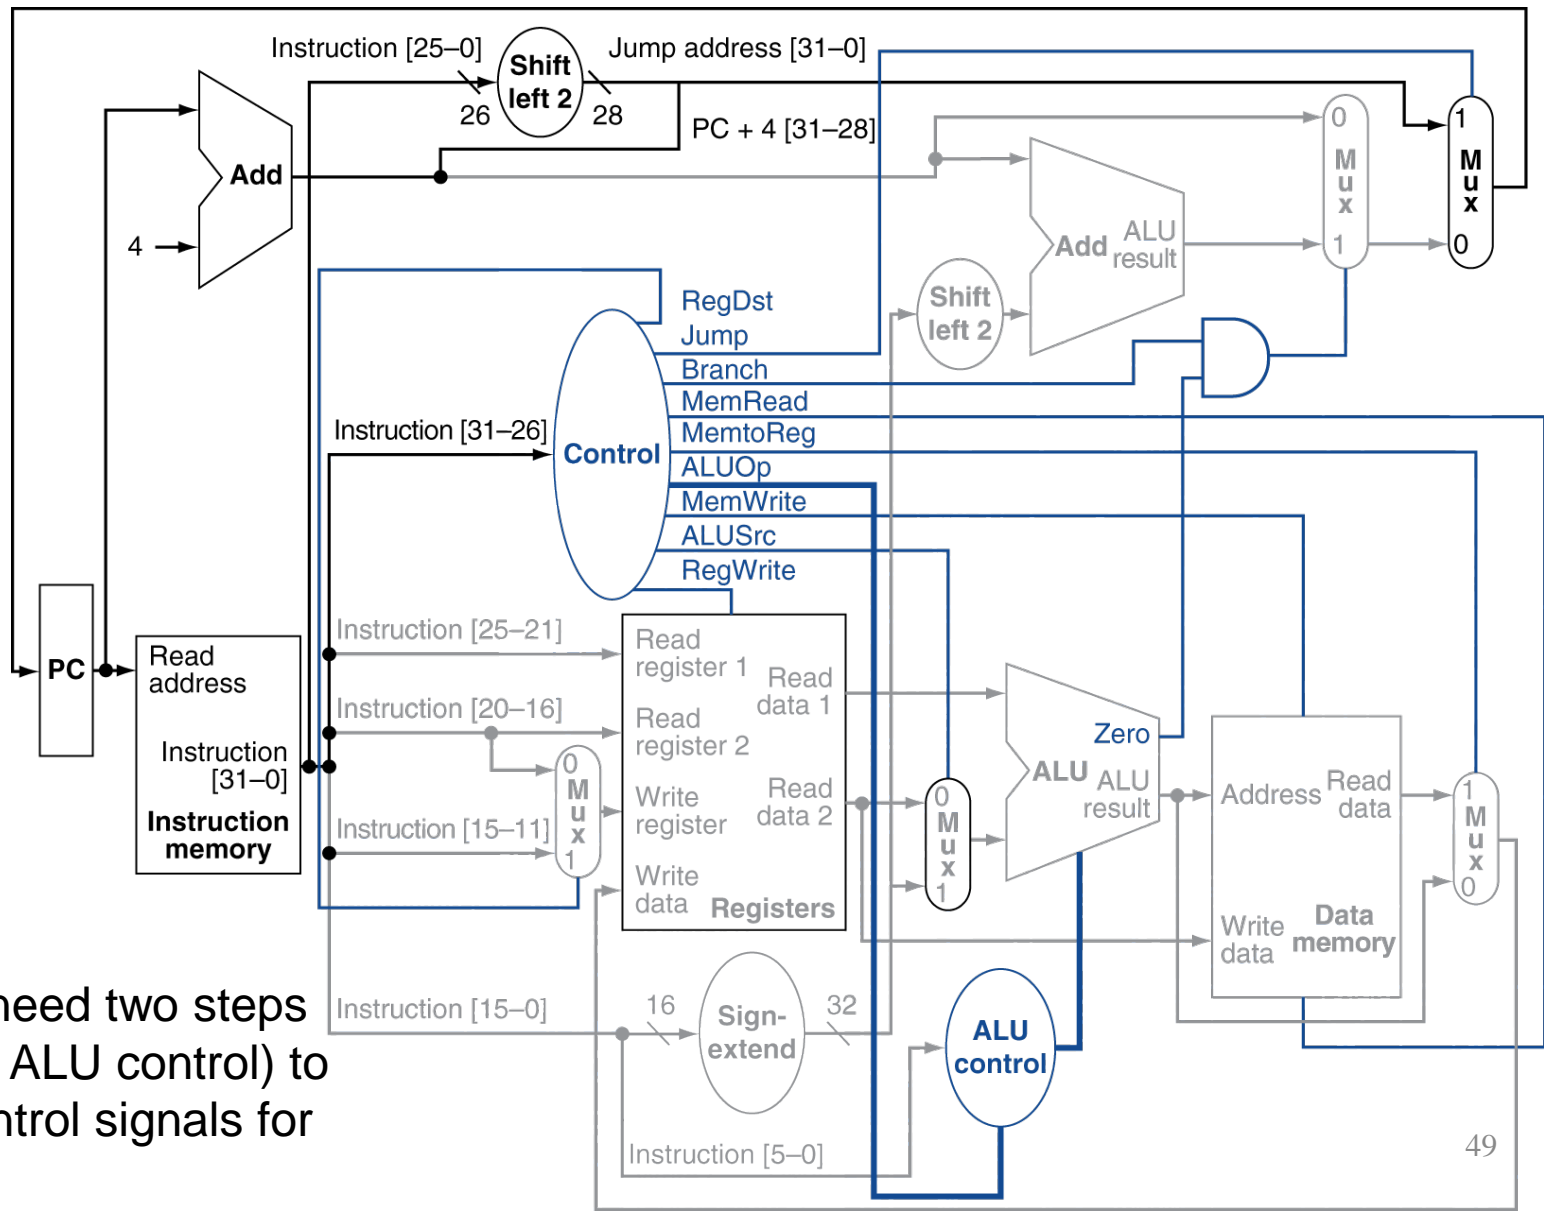 Instruction [25–0]
Shift
left 2
Jump address [31–0]
26
28
PC + 4 [31–28]
Add
4
0
M
u
x
1
1
M
u
x
0
Add
ALU
result
Shift
left 2
RegDst
Jump
Branch
MemRead
MemtoReg
ALUOp
MemWrite
ALUSrc
RegWrite
Instruction [31–26]
Control
PC
Read
address
Instruction
[31–0]
Instruction
memory
Instruction [25–21]
Instruction [20–16]
Instruction [15–11]
0
M
u
x
1
Read
register 1
Read
register 2
Write
register
Write
data
Read
data 1
Read
data 2
Registers
0
M
u
x
1
Zero
ALU
ALU
result
Address
Read
data
Write
data
Data
memory
1
M
u
x
0
Instruction [15–0]
16
Sign-
extend
32
ALU
control
Instruction [5–0]
need two steps
ALU control) to
ntrol signals for
49